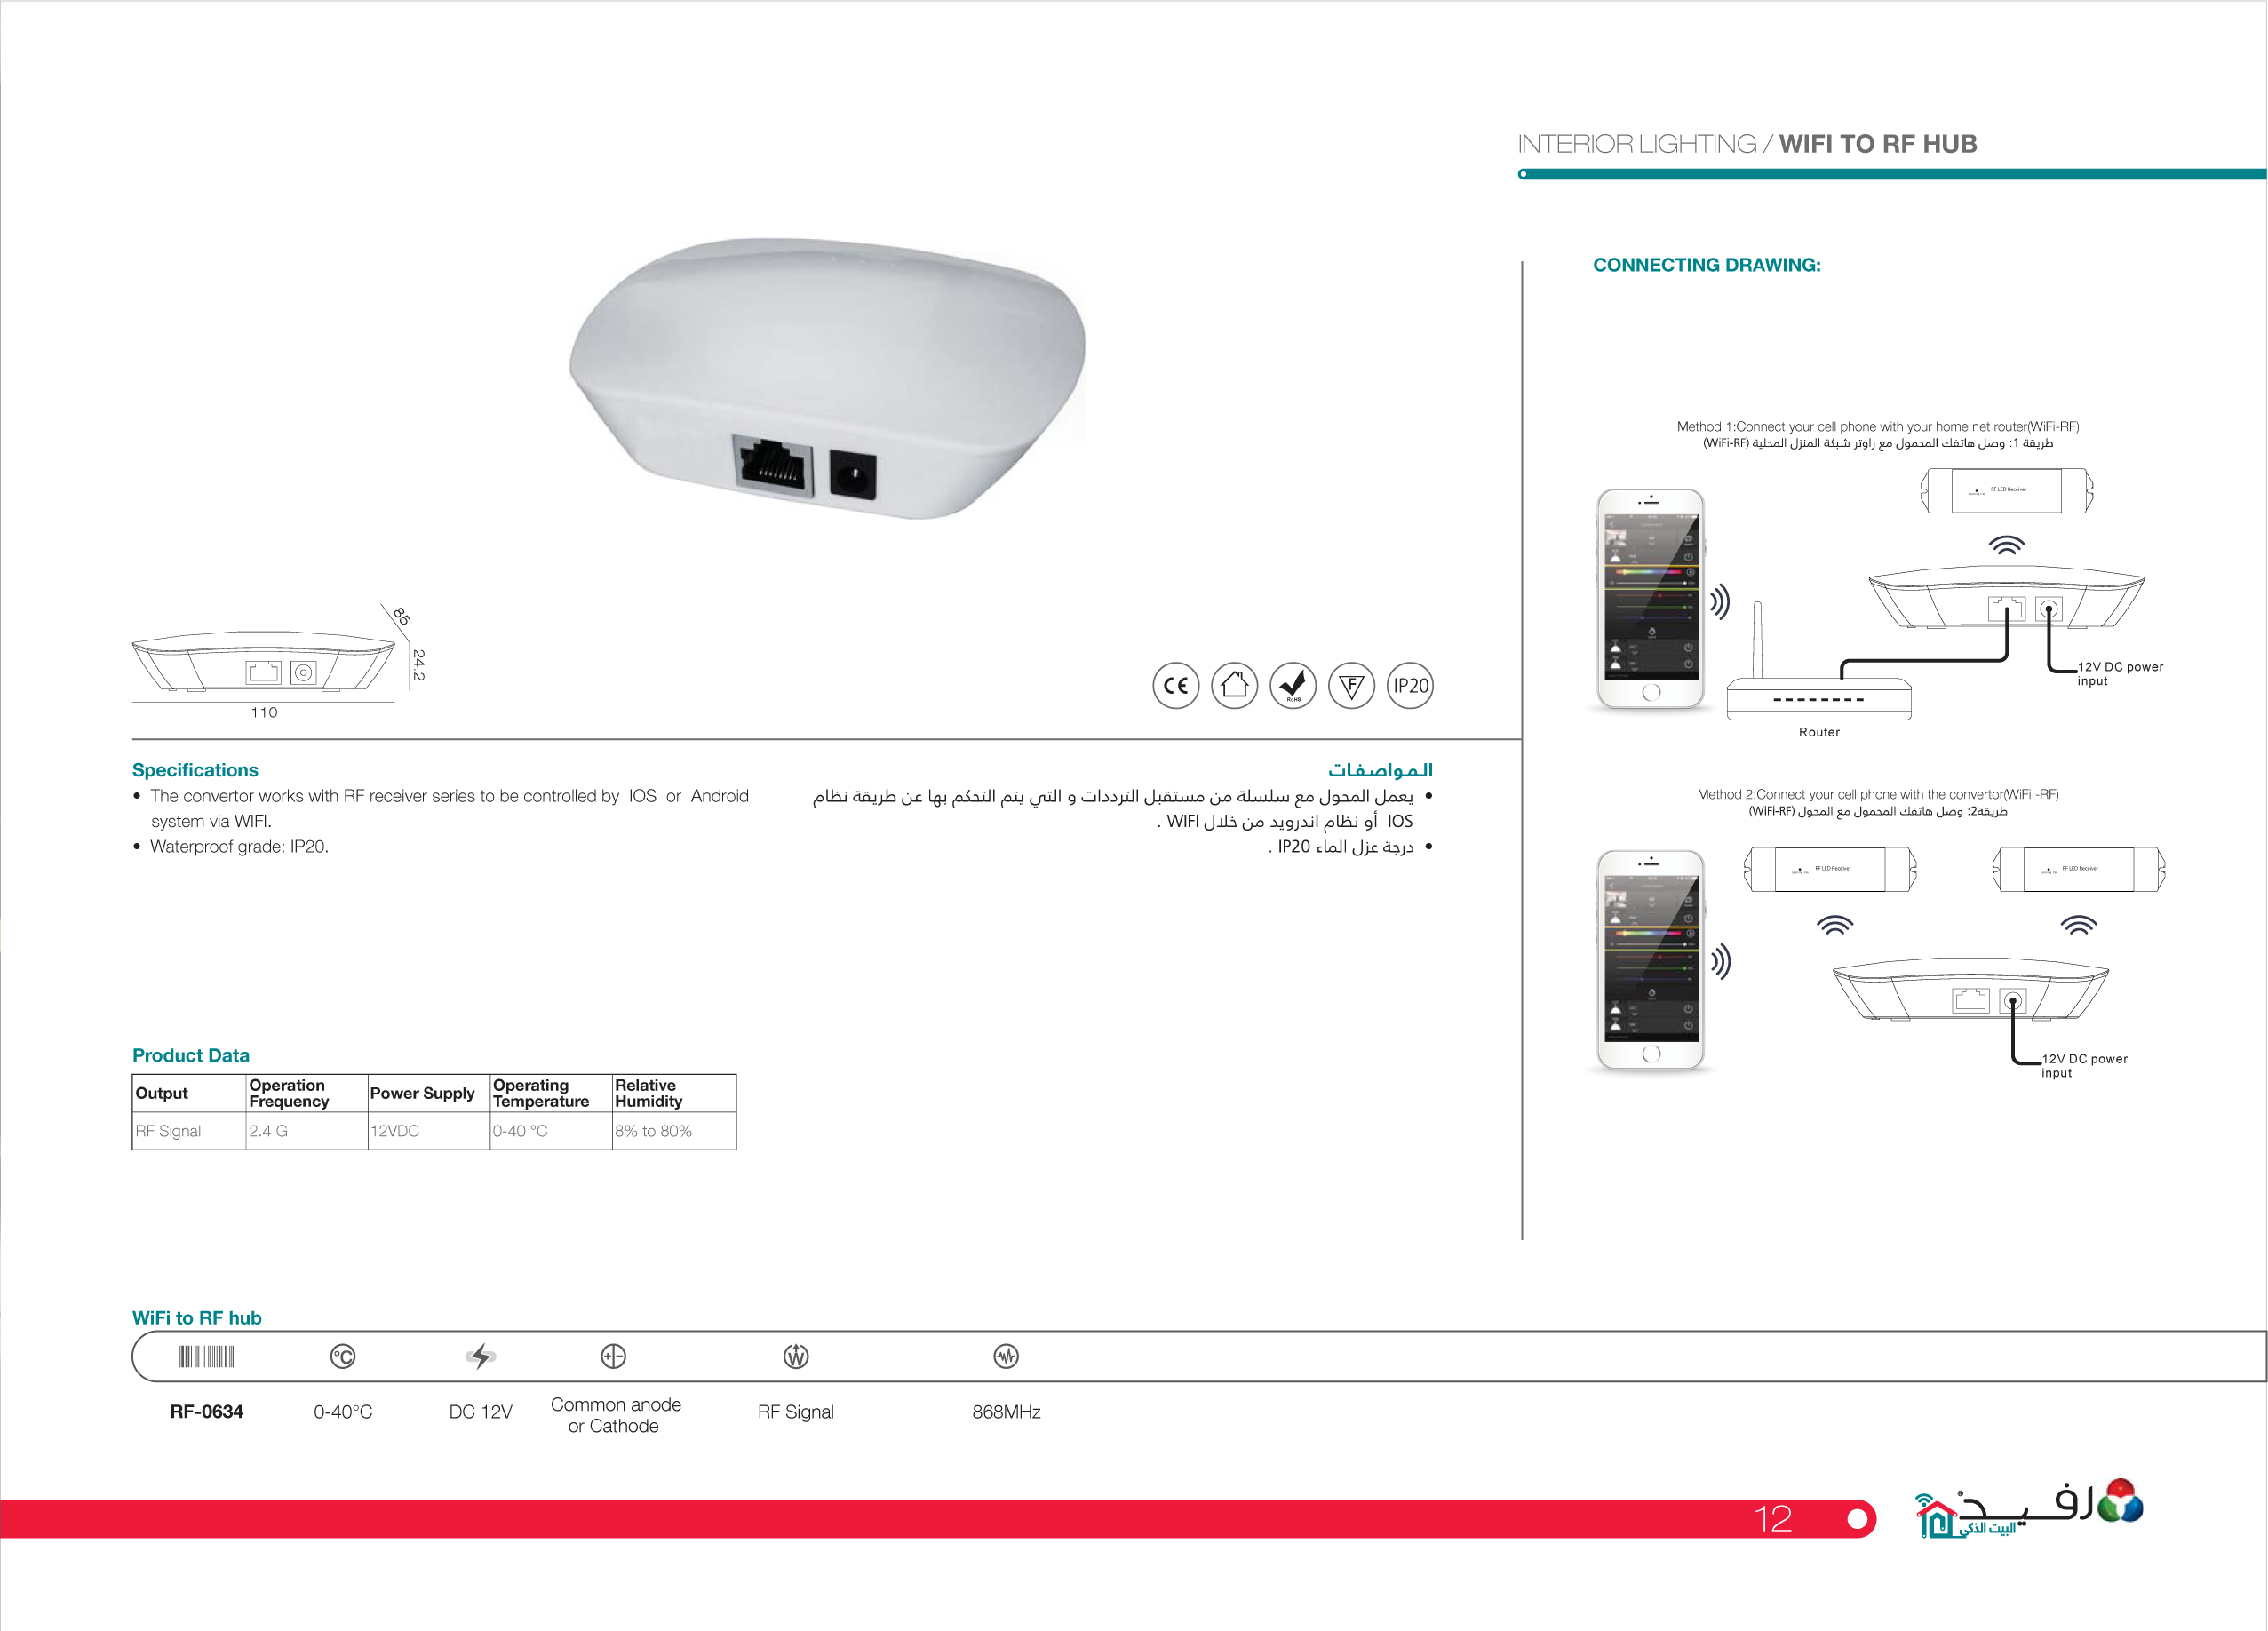 INTERIOR LIGHTING / WIFI TO RF HUB
CONNECTING DRAWING:
Method 1:Connect your cell phone with your home net router(WiFi-RF)
طريقة 1: وصل هاتفك المحمول مع راوتر شبكة المنزل المحلية (WiFi-RF)
RF LED Receiver
12V DC power
input
Router
Method 2:Connect your cell phone with the convertor(WiFi -RF)
طريقة2: وصل هاتفك المحمول مع المحول (WiFi-RF)
RF LED Receiver
RF LED Receiver
12V DC power
input
85
24.2
110
CE
RoHS
F
IP20
Specifications
• The convertor works with RF receiver series to be controlled by IOS or Android
system via WIFI.
• Waterproof grade: IP20.
المواصفات
• يعمل المحول مع سلسلة من مستقبل الترددات و التي يتم التحكم بها عن طريقة نظام
IOS أو نظام اندرويد من خلال WIFI .
• درجة عزل الماء IP20 .
Product Data
Output Operation Frequency Power Supply Operating Temperature Relative Humidity
RF Signal 2.4 G 12VDC 0-40 °C 8% to 80%
WiFi to RF hub
°C + - W
RF-0634 0-40°C DC 12V Common anode or Cathode RF Signal 868MHz
12
رفيد®
البيت الذكي